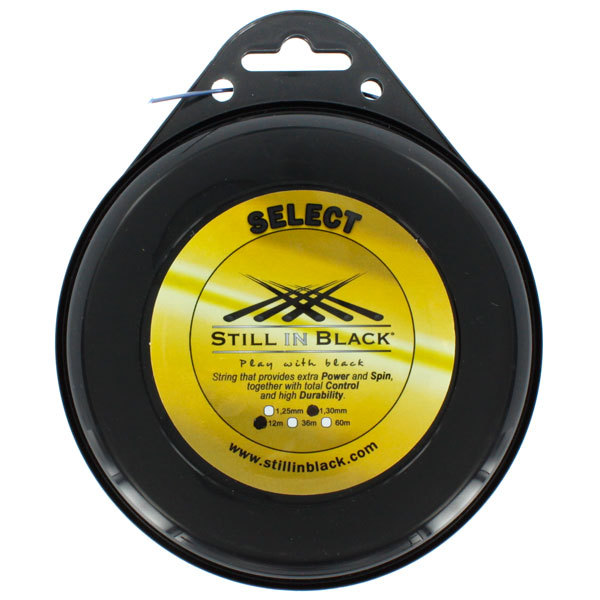 SELECT
STILL IN BLACK®
Play with black
String that provides extra Power and Spin,
together with total Control
and high Durability.
1,25mm 1,30mm
12m 36m 60m
www.stillinblack.com